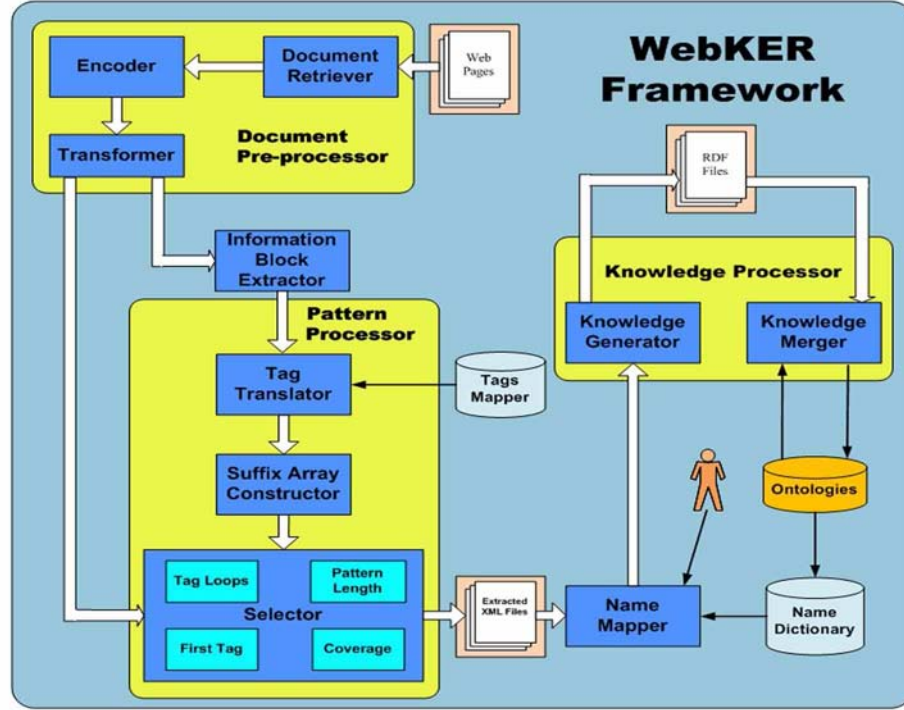 WebKER
Framework
Encoder
Document
Retriever
Web
Pages
Document
Pre-processor
Transformer
RDF
Files
Information
Block
Extractor
Knowledge Processor
Pattern
Processor
Knowledge
Generator
Knowledge
Merger
Tag
Translator
Tags
Mapper
Suffix Array
Constructor
Ontologies
Tag Loops
Pattern
Length
Selector
First Tag
Coverage
Extracted
XML Files
Name
Mapper
Name
Dictionary